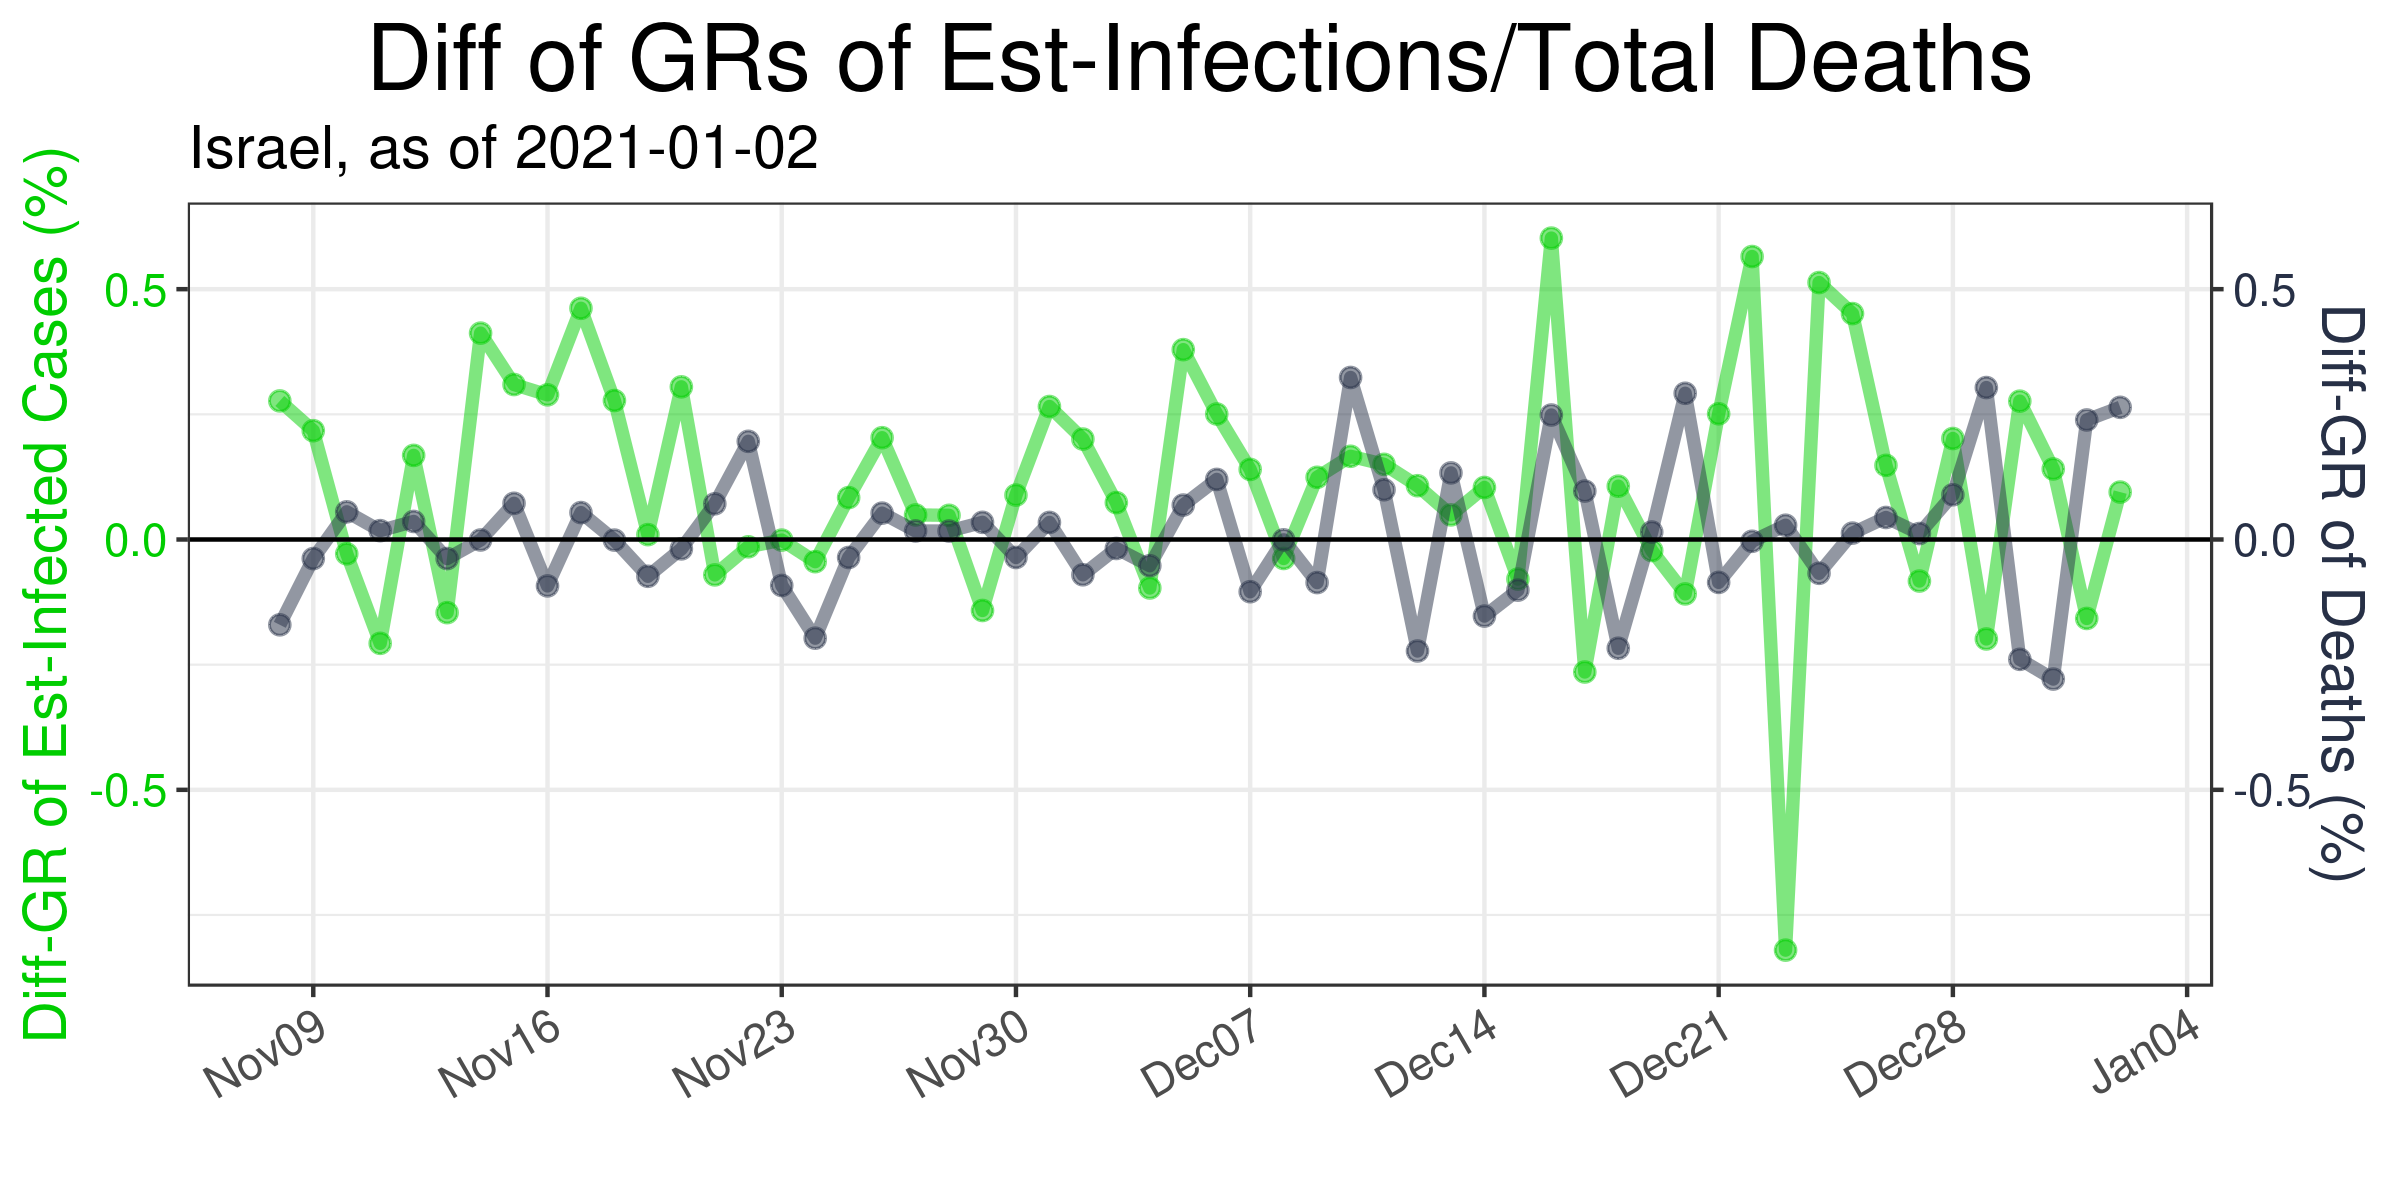 Diff of GRs of Est-Infections/Total Deaths
Israel, as of 2021-01-02
Diff-GR of Est-Infected Cases (%)
0.5
0.0
-0.5
0.5
0.0
-0.5
Diff-GR of Deaths (%)
Nov09
Nov16
Nov23
Nov30
Dec07
Dec14
Dec21
Dec28
Jan04